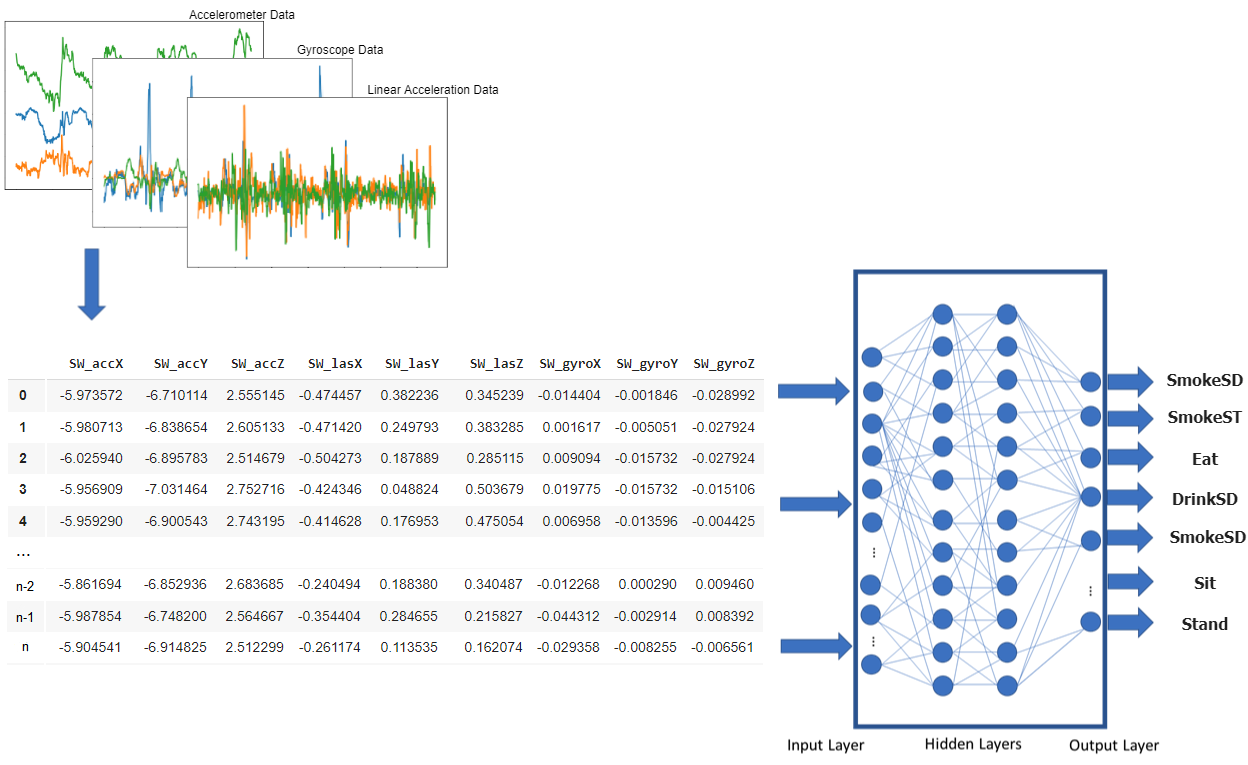 Accelerometer Data
Gyroscope Data
Linear Acceleration Data
SW_accX SW_accY SW_accZ SW_lasX SW_lasY SW_lasZ SW_gyroX SW_gyroY SW_gyroZ
0 -5.973572 -6.710114 2.555145 -0.474457 0.382236 0.345239 -0.014404 -0.001846 -0.028992
1 -5.980713 -6.838654 2.605133 -0.471420 0.249793 0.383285 0.001617 -0.005051 -0.027924
2 -6.025940 -6.895783 2.514679 -0.504273 0.187889 0.285115 0.009094 -0.015732 -0.027924
3 -5.956909 -7.031464 2.752716 -0.424346 0.048824 0.503679 0.019775 -0.015732 -0.015106
4 -5.959290 -6.900543 2.743195 -0.414628 0.176953 0.475054 0.006958 -0.013596 -0.004425
...
n-2 -5.861694 -6.852936 2.683685 -0.240494 0.188380 0.340487 -0.012268 0.000290 0.009460
n-1 -5.987854 -6.748200 2.564667 -0.354404 0.284655 0.215827 -0.044312 -0.002914 0.008392
n -5.904541 -6.914825 2.512299 -0.261174 0.113535 0.162074 -0.029358 -0.008255 -0.006561
SmokeSD
SmokeST
Eat
DrinkSD
SmokeSD
Sit
Stand
Input Layer
Hidden Layers
Output Layer